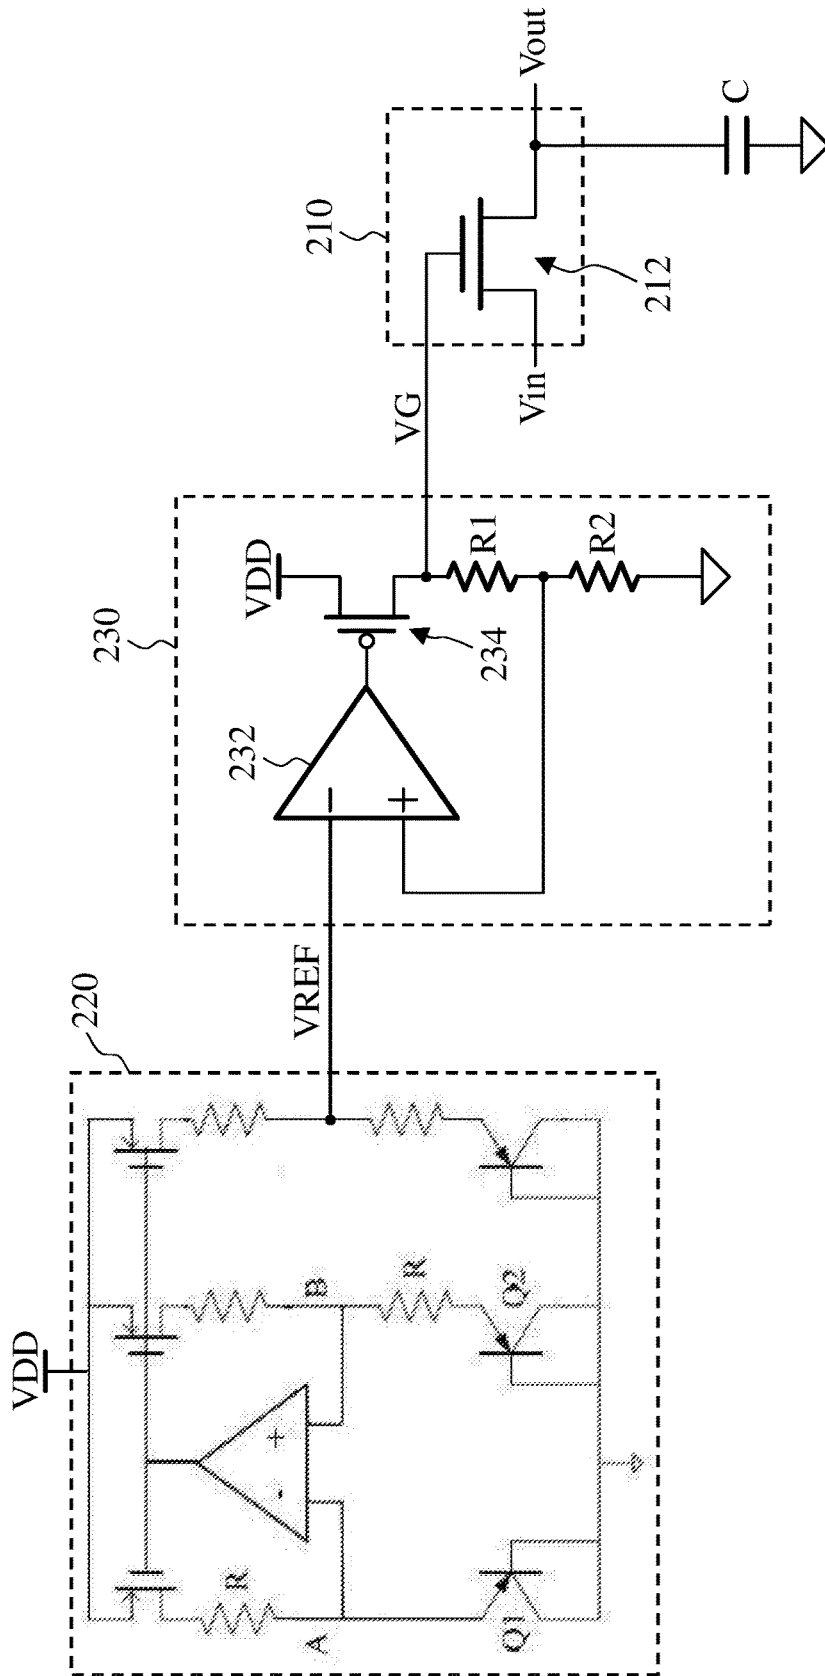 VDD
220
R
A
-
+
B
R
Q1
Q2
VREF
230
232
-
+
VDD
234
R1
R2
VG
210
212
Vin
Vout
C